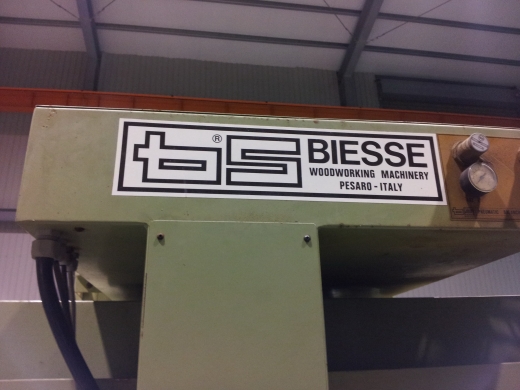 bs ® BIESSE
WOODWORKING MACHINERY
PESARO - ITALY